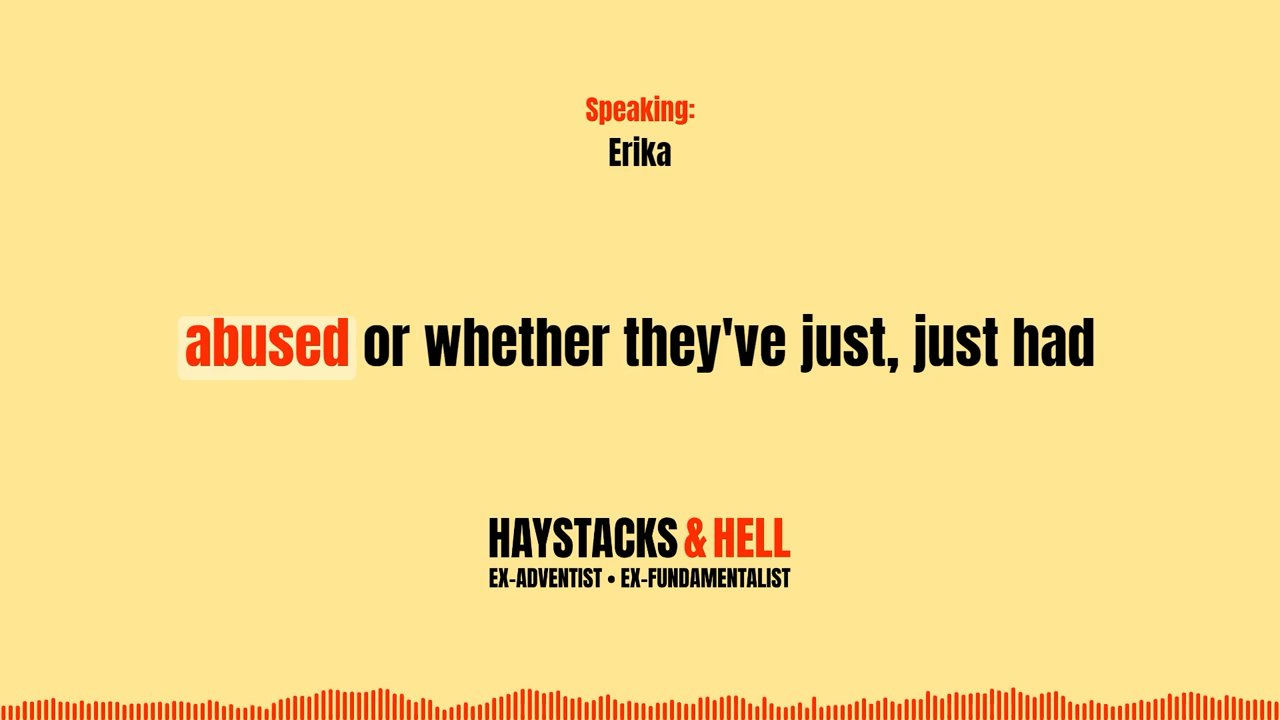 Speaking:
Erika
abused or whether they've just, just had
HAYSTACKS & HELL
EX-ADVENTIST • EX-FUNDAMENTALIST